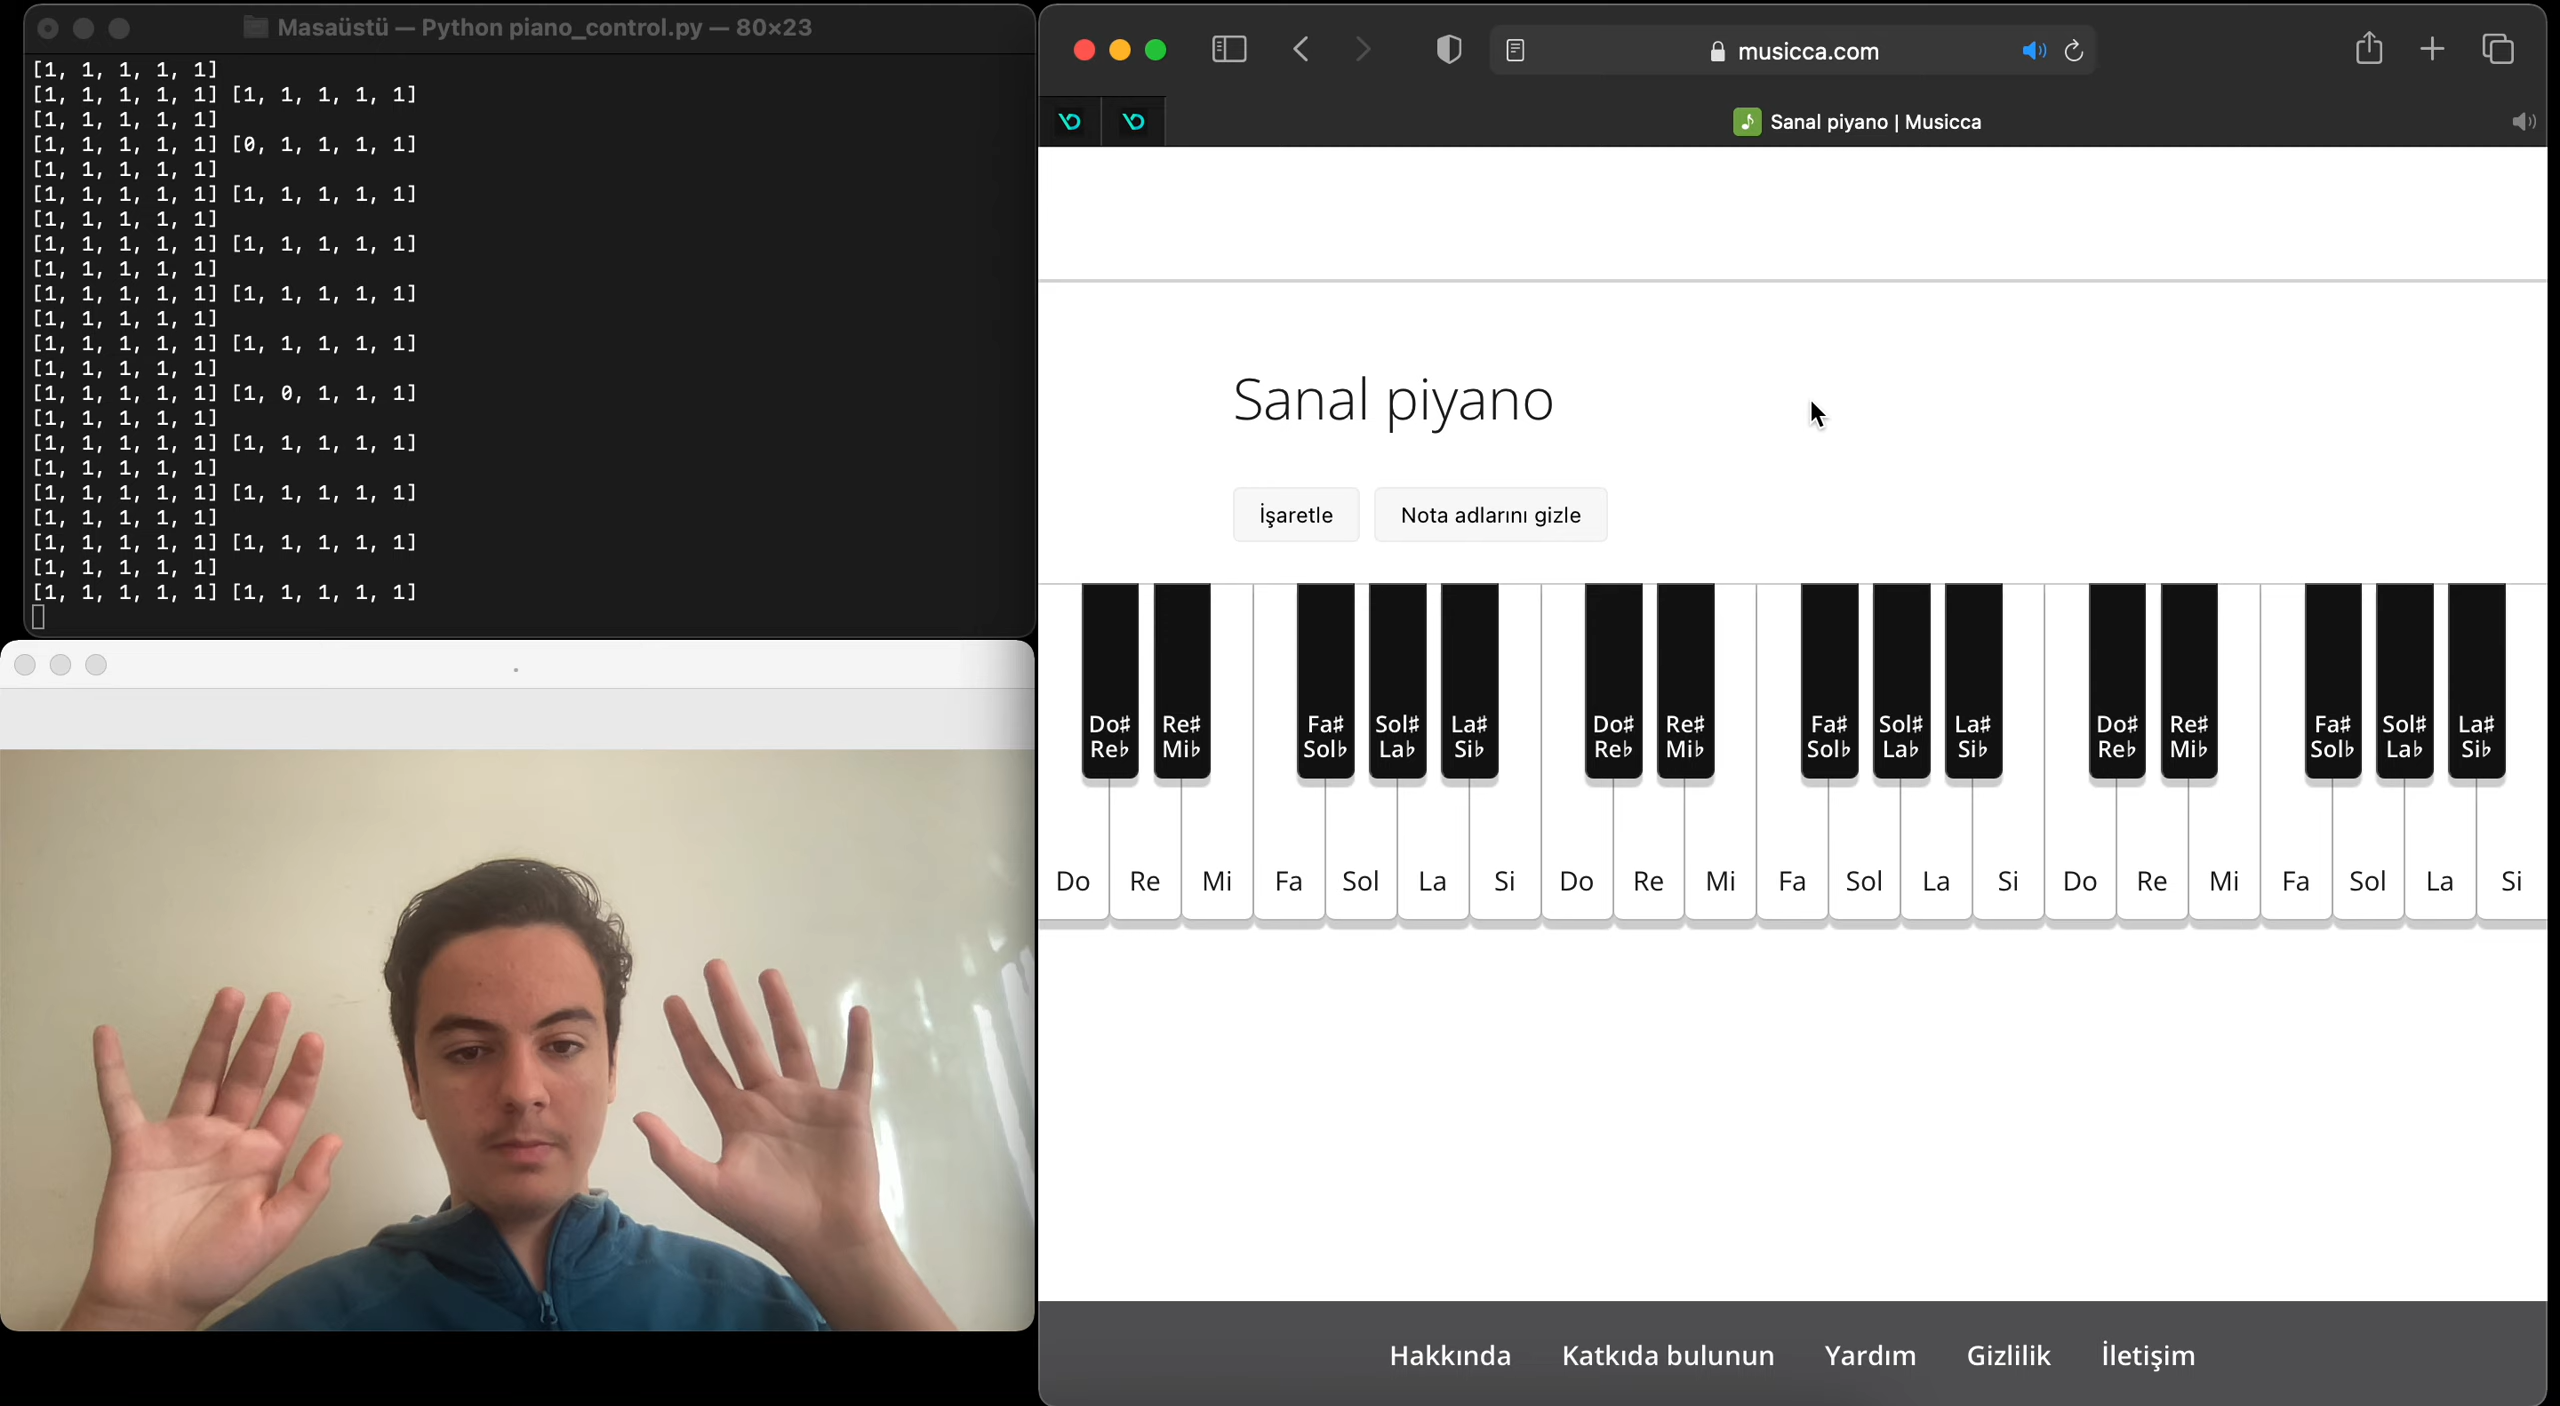 Masaüstü — Python piano_control.py — 80×23
[1, 1, 1, 1, 1]
[1, 1, 1, 1, 1] [1, 1, 1, 1, 1]
[1, 1, 1, 1, 1]
[1, 1, 1, 1, 1] [0, 1, 1, 1, 1]
[1, 1, 1, 1, 1]
[1, 1, 1, 1, 1] [1, 1, 1, 1, 1]
[1, 1, 1, 1, 1]
[1, 1, 1, 1, 1] [1, 1, 1, 1, 1]
[1, 1, 1, 1, 1]
[1, 1, 1, 1, 1] [1, 1, 1, 1, 1]
[1, 1, 1, 1, 1]
[1, 1, 1, 1, 1] [1, 1, 1, 1, 1]
[1, 1, 1, 1, 1]
[1, 1, 1, 1, 1] [1, 0, 1, 1, 1]
[1, 1, 1, 1, 1]
[1, 1, 1, 1, 1] [1, 1, 1, 1, 1]
[1, 1, 1, 1, 1]
[1, 1, 1, 1, 1] [1, 1, 1, 1, 1]
[1, 1, 1, 1, 1]
[1, 1, 1, 1, 1] [1, 1, 1, 1, 1]
[1, 1, 1, 1, 1]
[1, 1, 1, 1, 1] [1, 1, 1, 1, 1]
.
musicca.com
Sanal piyano | Musicca
Sanal piyano
İşaretle Nota adlarını gizle
Do♯ Re♯ Fa♯ Sol♯ La♯ Do♯ Re♯ Fa♯ Sol♯ La♯ Do♯ Re♯ Fa♯ Sol♯ La♯
Re♭ Mi♭ Sol♭ La♭ Si♭ Re♭ Mi♭ Sol♭ La♭ Si♭ Re♭ Mi♭ Sol♭ La♭ Si♭
Do Re Mi Fa Sol La Si Do Re Mi Fa Sol La Si Do Re Mi Fa Sol La Si
Hakkında Katkıda bulunun Yardım Gizlilik İletişim